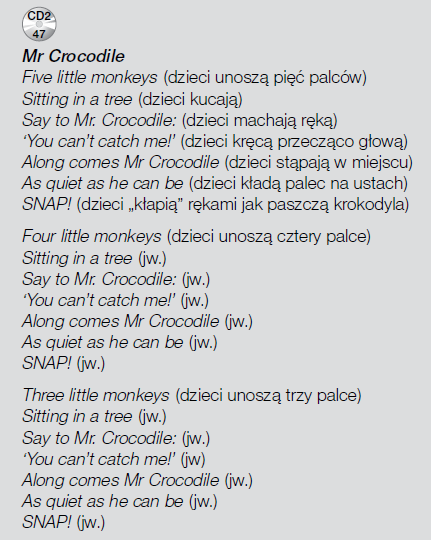 CD2
47
Mr Crocodile
Five little monkeys (dzieci unoszą pięć palców)
Sitting in a tree (dzieci kucają)
Say to Mr. Crocodile: (dzieci machają ręką)
‘You can’t catch me!’ (dzieci kręcą przecząco głową)
Along comes Mr Crocodile (dzieci stąpają w miejscu)
As quiet as he can be (dzieci kładą palec na ustach)
SNAP! (dzieci „kłapią” rękami jak paszczą krokodyla)
Four little monkeys (dzieci unoszą cztery palce)
Sitting in a tree (jw.)
Say to Mr. Crocodile: (jw.)
‘You can’t catch me!’ (jw.)
Along comes Mr Crocodile (jw.)
As quiet as he can be (jw.)
SNAP! (jw.)
Three little monkeys (dzieci unoszą trzy palce)
Sitting in a tree (jw.)
Say to Mr. Crocodile: (jw.)
‘You can’t catch me!’ (jw)
Along comes Mr Crocodile (jw.)
As quiet as he can be (jw.)
SNAP! (jw.)